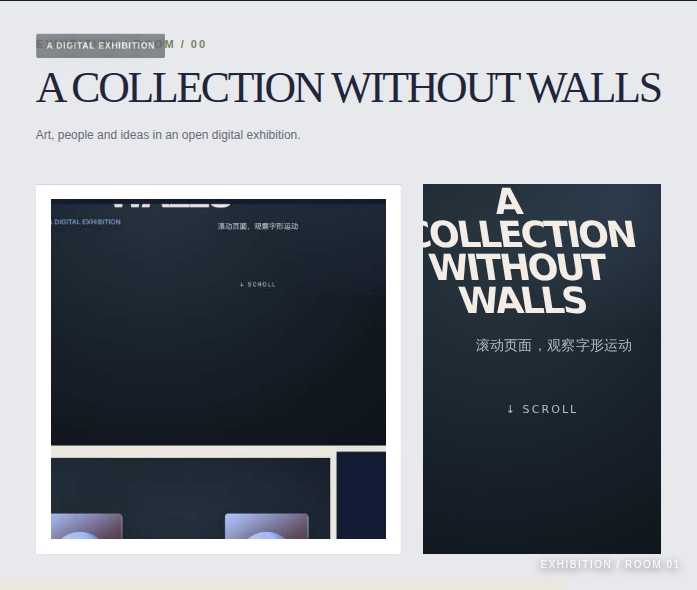 A DIGITAL EXHIBITION
/ 00
A COLLECTION WITHOUT WALLS
Art, people and ideas in an open digital exhibition.
DIGITAL EXHIBITION
滚动页面，观察字形运动
↓ SCROLL
A
COLLECTION
WITHOUT
WALLS
滚动页面，观察字形运动
↓ SCROLL
EXHIBITION / ROOM 01